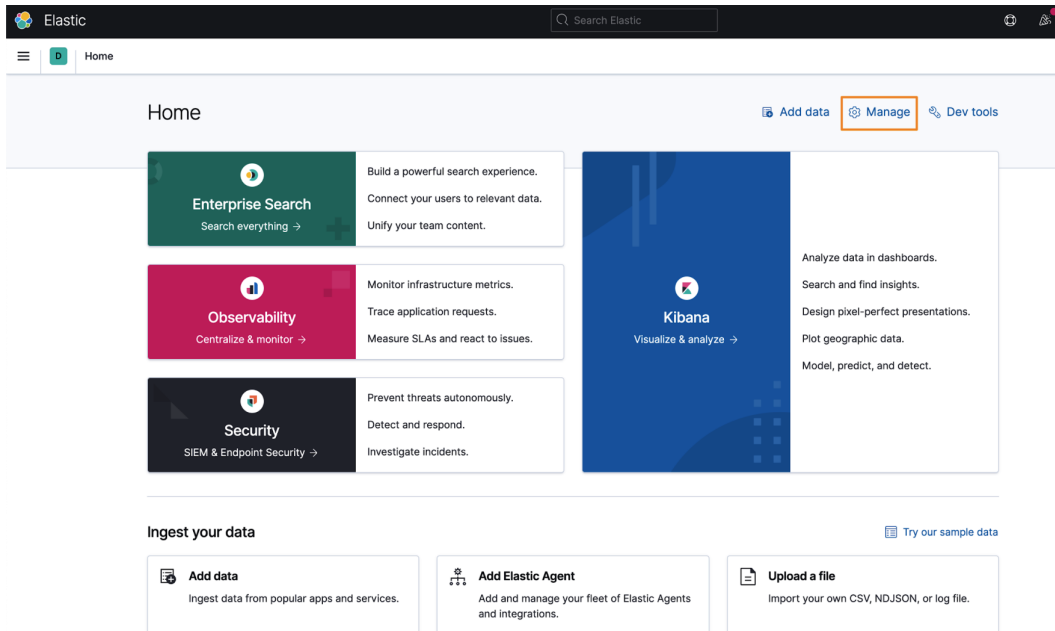 Elastic
Search Elastic
D
Home
Home
Add data
Manage
Dev tools
Enterprise Search
Search everything →
Build a powerful search experience.
Connect your users to relevant data.
Unify your team content.
Observability
Centralize & monitor →
Monitor infrastructure metrics.
Trace application requests.
Measure SLAs and react to issues.
Security
SIEM & Endpoint Security →
Prevent threats autonomously.
Detect and respond.
Investigate incidents.
Kibana
Visualize & analyze →
Analyze data in dashboards.
Search and find insights.
Design pixel-perfect presentations.
Plot geographic data.
Model, predict, and detect.
Ingest your data
Try our sample data
Add data
Ingest data from popular apps and services.
Add Elastic Agent
Add and manage your fleet of Elastic Agents
and integrations.
Upload a file
Import your own CSV, NDJSON, or log file.